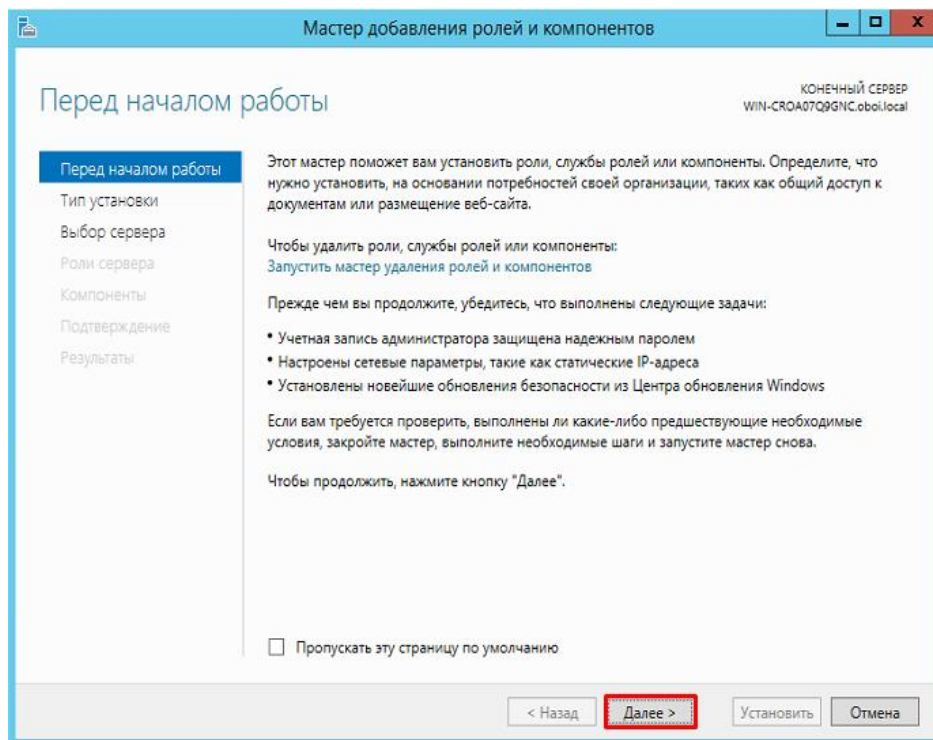 Мастер добавления ролей и компонентов
Перед началом работы
КОНЕЧНЫЙ СЕРВЕР
WIN-CROA07Q9GNC.oboi.local
Перед началом работы
Тип установки
Выбор сервера
Роли сервера
Компоненты
Подтверждение
Результаты
Этот мастер поможет вам установить роли, службы ролей или компоненты. Определите, что
нужно установить, на основании потребностей своей организации, таких как общий доступ к
документам или размещение веб-сайта.
Чтобы удалить роли, службы ролей или компоненты:
Запустить мастер удаления ролей и компонентов
Прежде чем вы продолжите, убедитесь, что выполнены следующие задачи:
• Учетная запись администратора защищена надежным паролем
• Настроены сетевые параметры, такие как статические IP-адреса
• Установлены новейшие обновления безопасности из Центра обновления Windows
Если вам требуется проверить, выполнены ли какие-либо предшествующие необходимые
условия, закройте мастер, выполните необходимые шаги и запустите мастер снова.
Чтобы продолжить, нажмите кнопку "Далее".
Пропускать эту страницу по умолчанию
< Назад
Далее >
Установить
Отмена